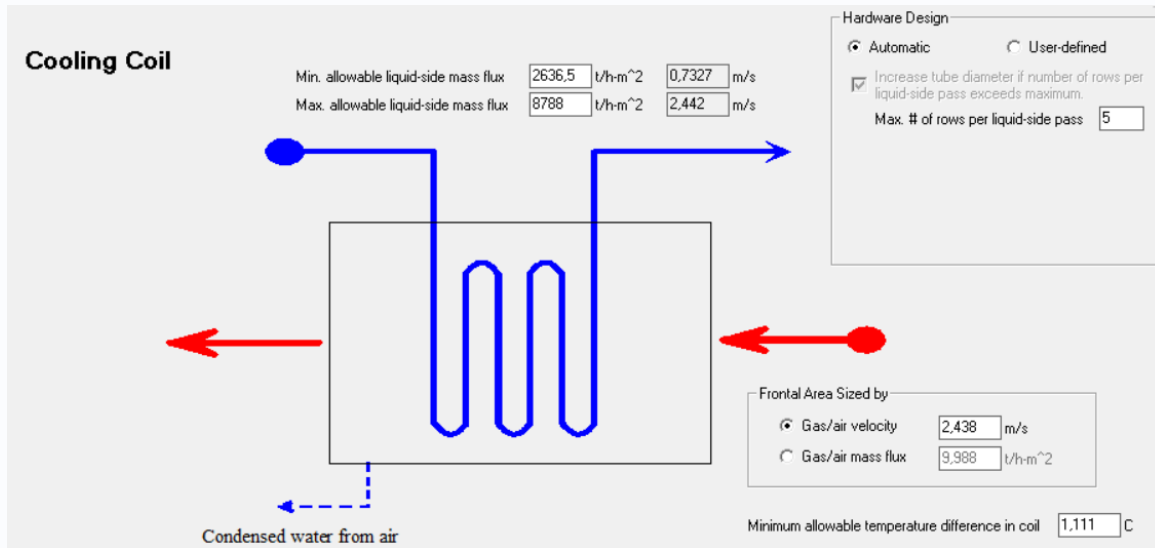 Hardware Design
Automatic User-defined
Increase tube diameter if number of rows per
liquid-side pass exceeds maximum.
Max. # of rows per liquid-side pass 5
Cooling Coil
Min. allowable liquid-side mass flux 2636,5 t/h-m^2 0,7327 m/s
Max. allowable liquid-side mass flux 8788 t/h-m^2 2,442 m/s
Frontal Area Sized by
Gas/air velocity 2,438 m/s
Gas/air mass flux 9,988 t/h-m^2
Minimum allowable temperature difference in coil 1,111 C
Condensed water from air